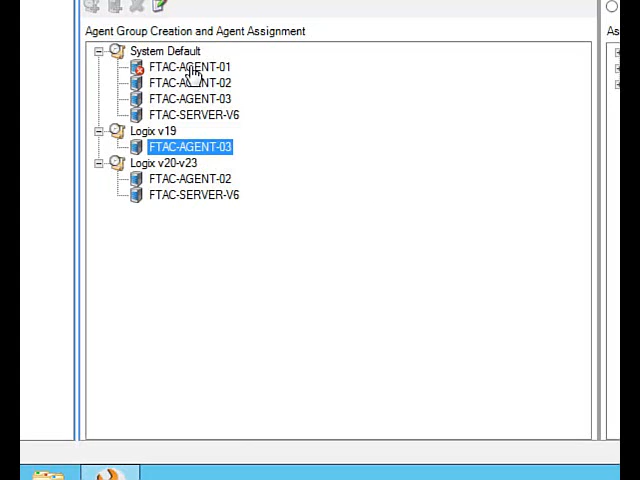 Agent Group Creation and Agent Assignment
As
System Default
FTAC-AGENT-01
FTAC-AGENT-02
FTAC-AGENT-03
FTAC-SERVER-V6
Logix v19
FTAC-AGENT-03
Logix v20-v23
FTAC-AGENT-02
FTAC-SERVER-V6